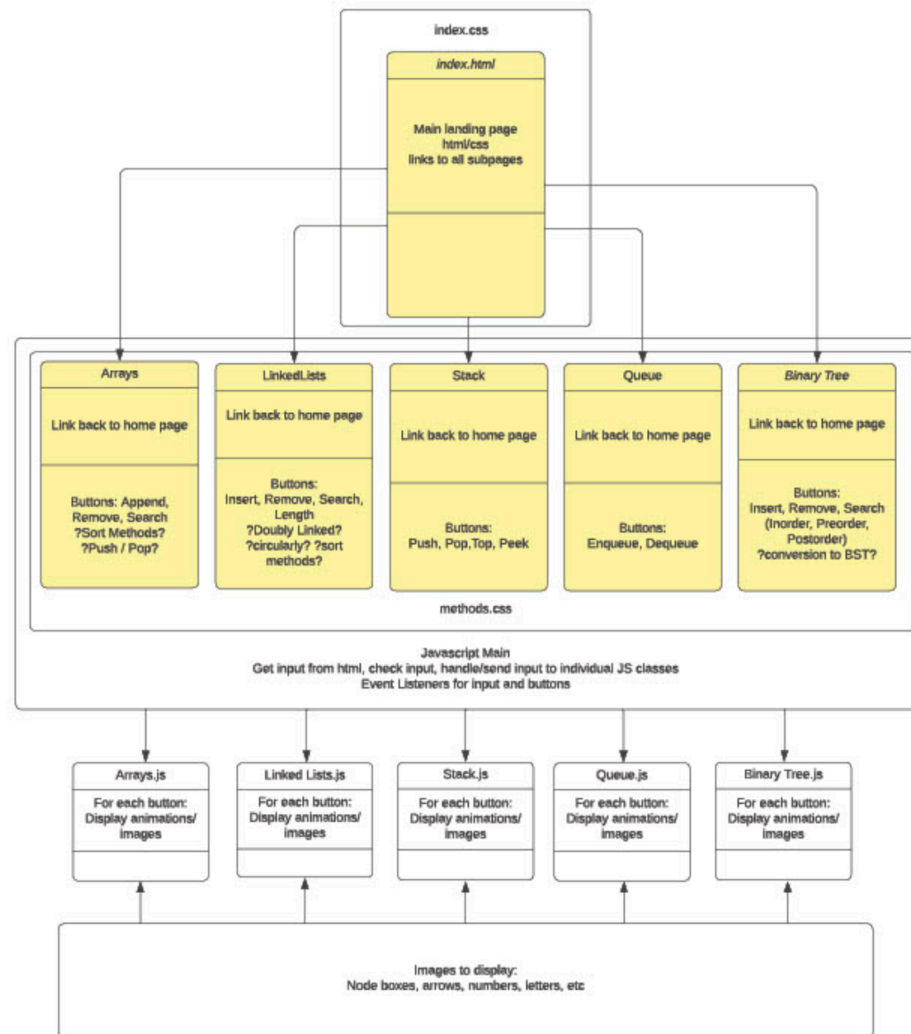 index.css
index.html
Main landing page
html/css
links to all subpages
Arrays
Link back to home page
Buttons: Append,
Remove, Search
?Sort Methods?
?Push / Pop?
LinkedLists
Link back to home page
Buttons:
Insert, Remove, Search,
Length
?Doubly Linked?
?circularly? ?sort
methods?
Stack
Link back to home page
Buttons:
Push, Pop,Top, Peek
Queue
Link back to home page
Buttons:
Enqueue, Dequeue
Binary Tree
Link back to home page
Buttons:
Insert, Remove, Search
(Inorder, Preorder,
Postorder)
?conversion to BST?
methods.css
Javascript Main
Get input from html, check input, handle/send input to individual JS classes
Event Listeners for input and buttons
Arrays.js
For each button:
Display animations/
images
Linked Lists.js
For each button:
Display animations/
images
Stack.js
For each button:
Display animations/
images
Queue.js
For each button:
Display animations/
images
Binary Tree.js
For each button:
Display animations/
images
Images to display:
Node boxes, arrows, numbers, letters, etc